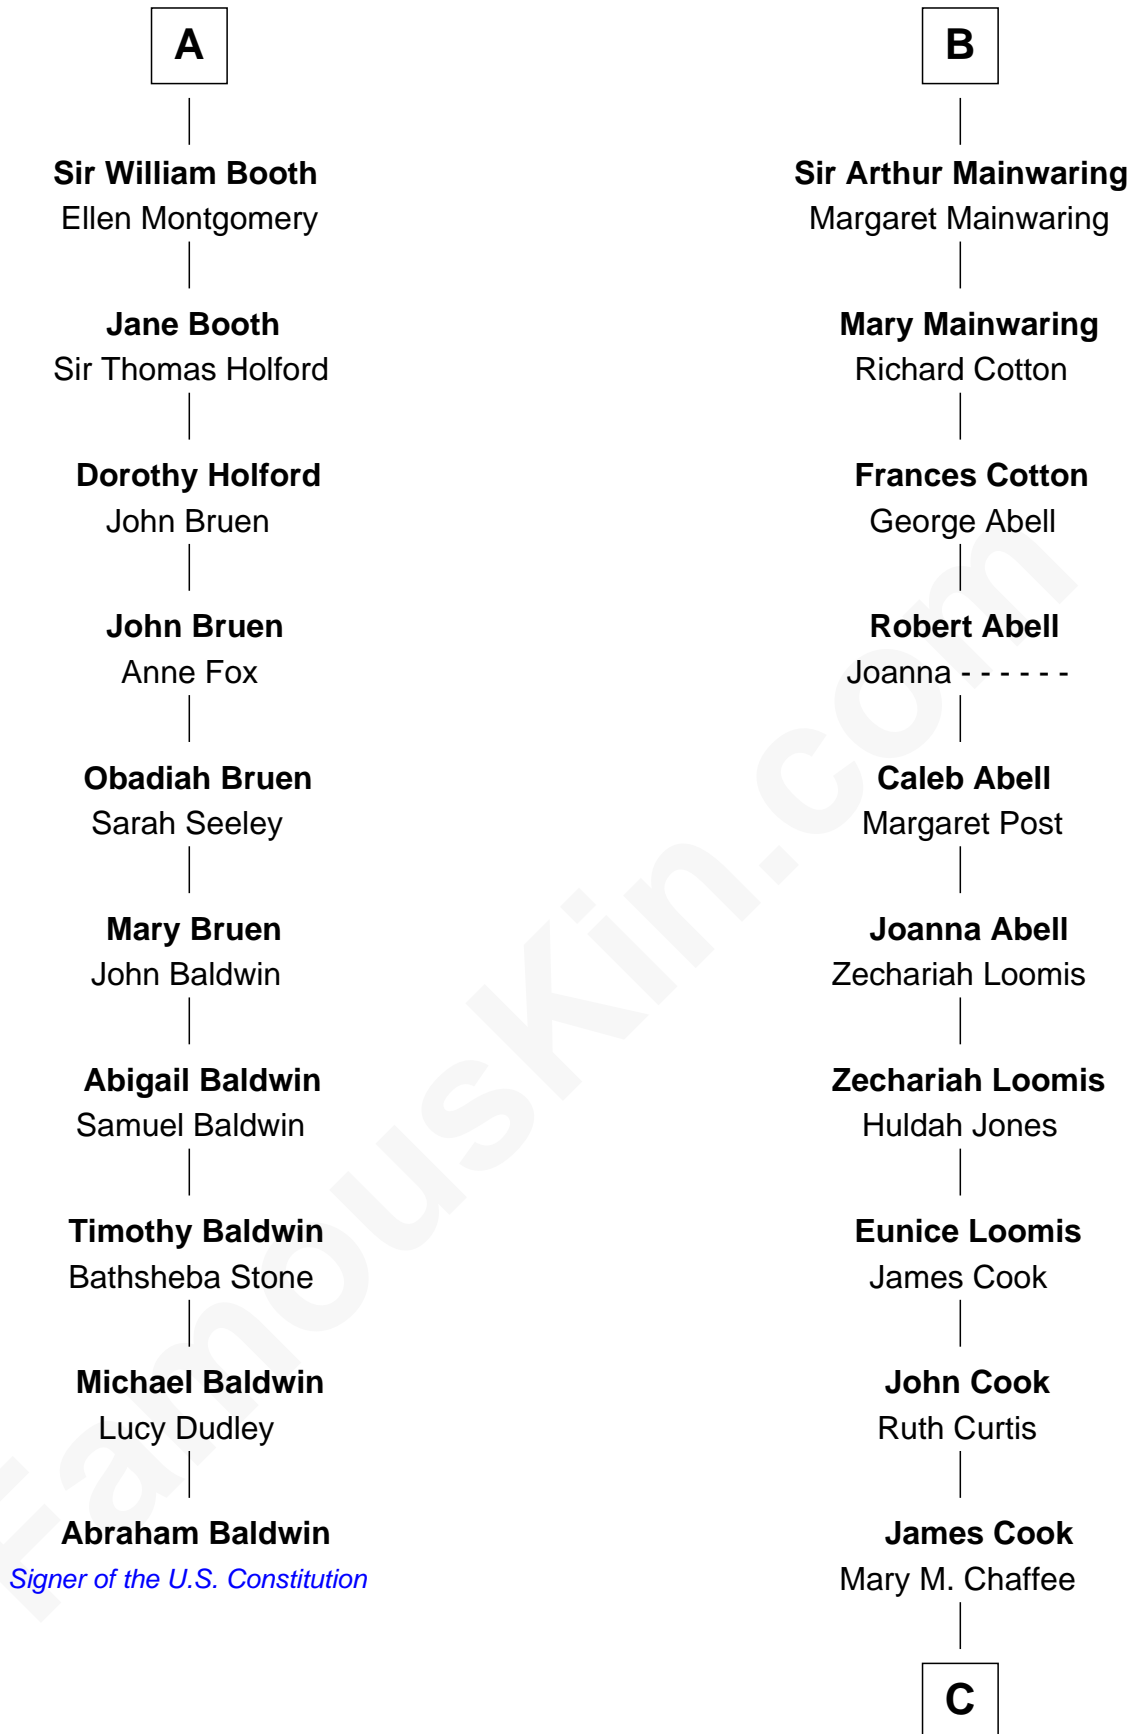 A
Sir William Booth
Ellen Montgomery
Jane Booth
Sir Thomas Holford
Dorothy Holford
John Bruen
John Bruen
Anne Fox
Obadiah Bruen
Sarah Seeley
Mary Bruen
John Baldwin
Abigail Baldwin
Samuel Baldwin
Timothy Baldwin
Bathsheba Stone
Michael Baldwin
Lucy Dudley
Abraham Baldwin
Signer of the U.S. Constitution
B
Sir Arthur Mainwaring
Margaret Mainwaring
Mary Mainwaring
Richard Cotton
Frances Cotton
George Abell
Robert Abell
Joanna - - - - - -
Caleb Abell
Margaret Post
Joanna Abell
Zechariah Loomis
Zechariah Loomis
Huldah Jones
Eunice Loomis
James Cook
John Cook
Ruth Curtis
James Cook
Mary M. Chaffee
C
FamousKin.com